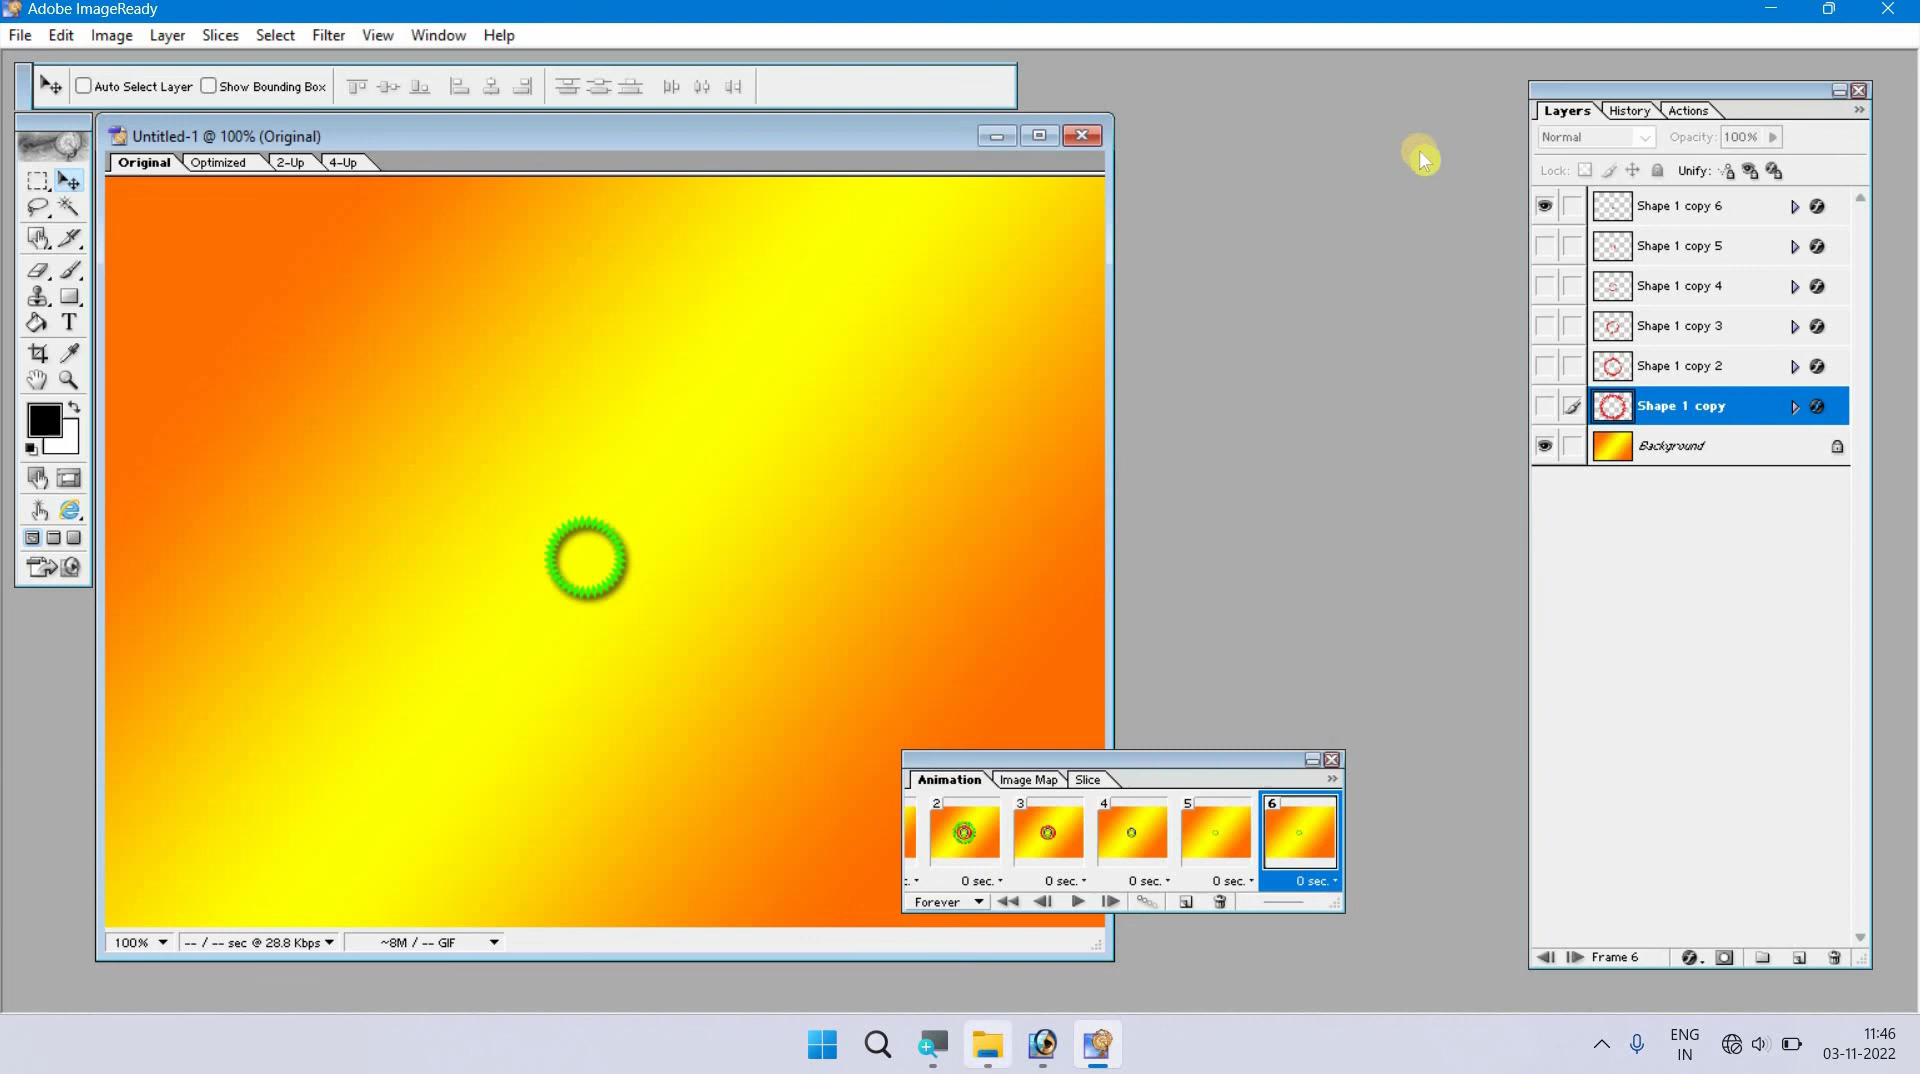 Adobe ImageReady
File Edit Image Layer Slices Select Filter View Window Help
Auto Select Layer Show Bounding Box
Untitled-1 @ 100% (Original)
Original Optimized 2-Up 4-Up
T
100% -- / -- sec @ 28.8 Kbps ~8M / -- GIF
Animation Image Map Slice
2 3 4 5 6
0 sec. 0 sec. 0 sec. 0 sec. 0 sec.
Forever
Layers History Actions
Normal Opacity: 100%
Lock: Unify:
Shape 1 copy 6
Shape 1 copy 5
Shape 1 copy 4
Shape 1 copy 3
Shape 1 copy 2
Shape 1 copy
Background
Frame 6
ENG
IN
11:46
03-11-2022